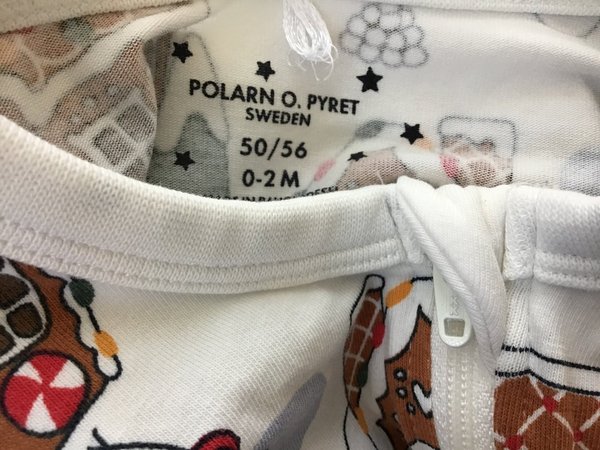 POLARN O. PYRET
SWEDEN
50/56
0-2 M